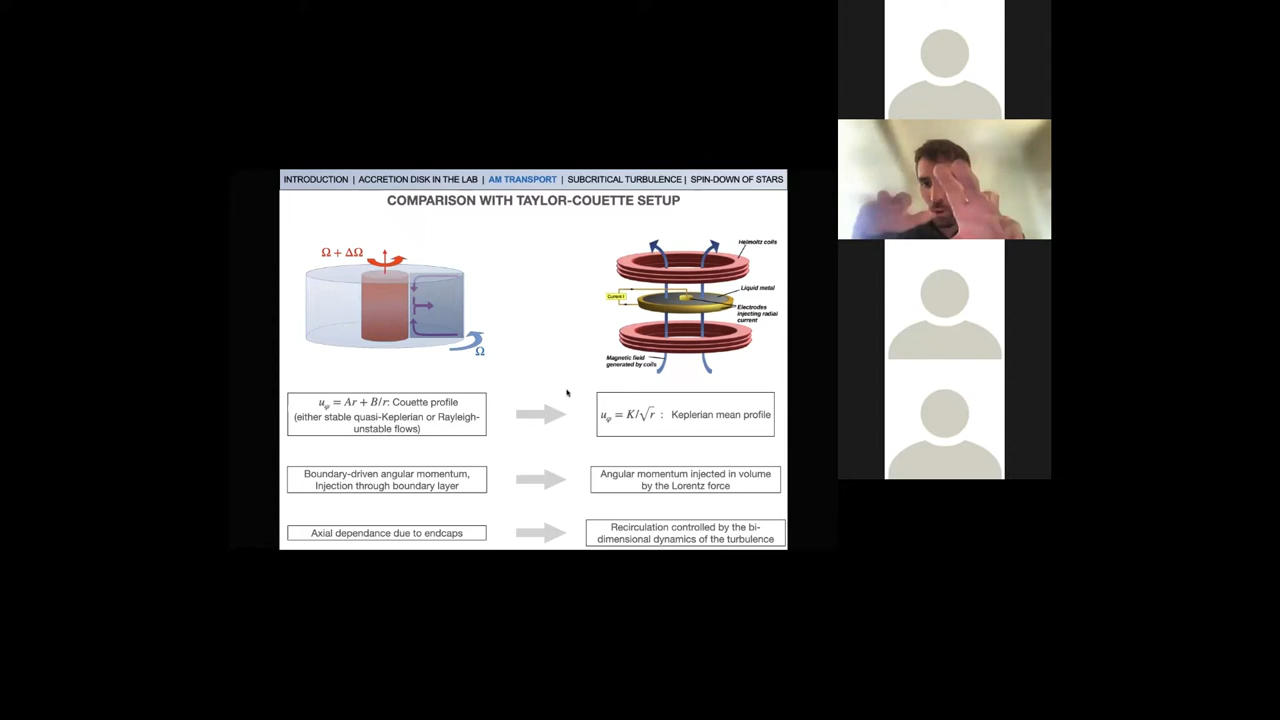 INTRODUCTION | ACCRETION DISK IN THE LAB | AM TRANSPORT | SUBCRITICAL TURBULENCE | SPIN-DOWN OF STARS
COMPARISON WITH TAYLOR-COUETTE SETUP
Ω + ΔΩ
Ω
Helmoltz coils
Current I
Liquid metal
Electrodes
injecting radial
current
Magnetic field
generated by coils
u_φ = Ar + B/r: Couette profile
(either stable quasi-Keplerian or Rayleigh-
unstable flows)
u_φ = K/√r : Keplerian mean profile
Boundary-driven angular momentum,
Injection through boundary layer
Angular momentum injected in volume
by the Lorentz force
Axial dependance due to endcaps
Recirculation controlled by the bi-
dimensional dynamics of the turbulence